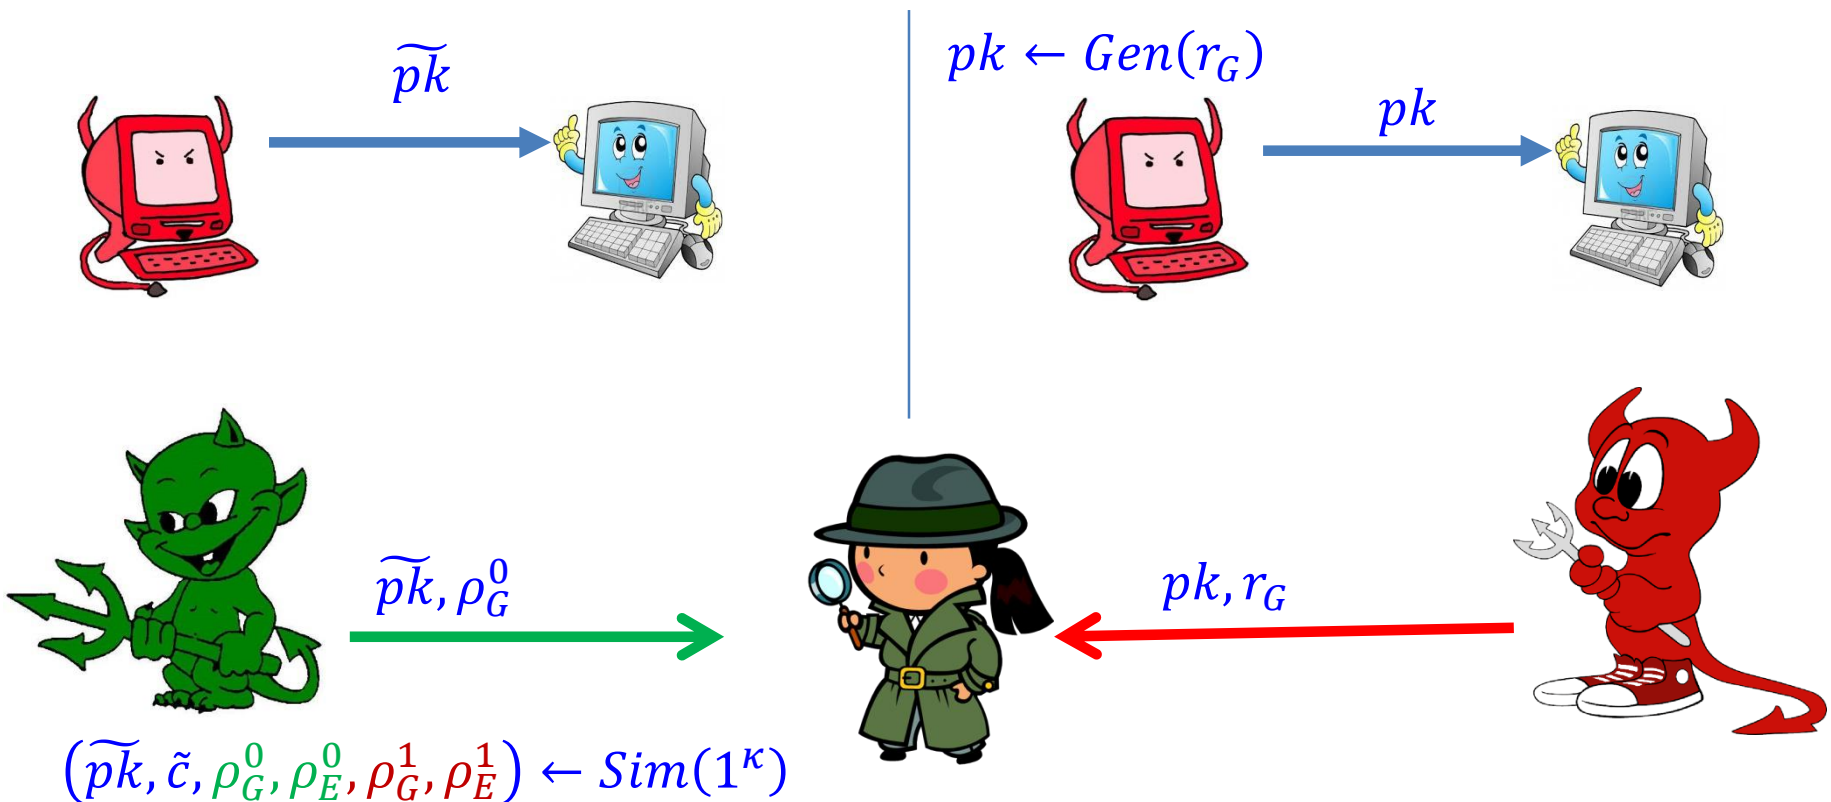 p̃k̃
pk ← Gen(r_G)
pk
p̃k̃, ρ_G^0
pk, r_G
(p̃k̃, c̃, ρ_G^0, ρ_E^0, ρ_G^1, ρ_E^1) ← Sim(1^κ)